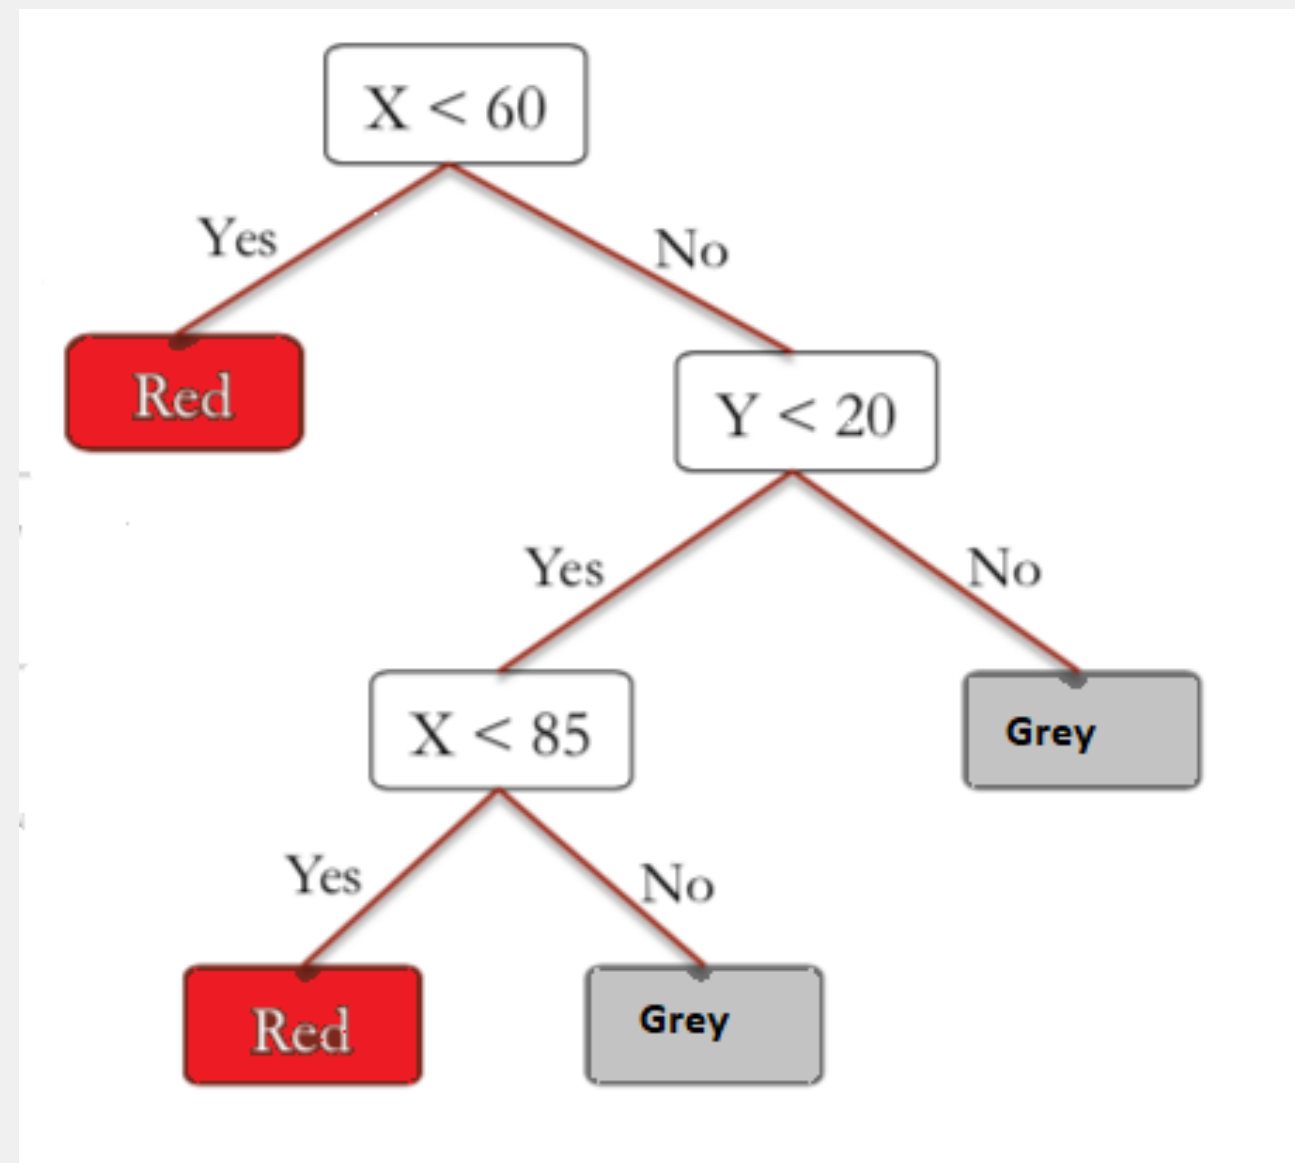 X < 60
Yes
No
Red
Y < 20
Yes
No
X < 85
Grey
Yes
No
Red
Grey